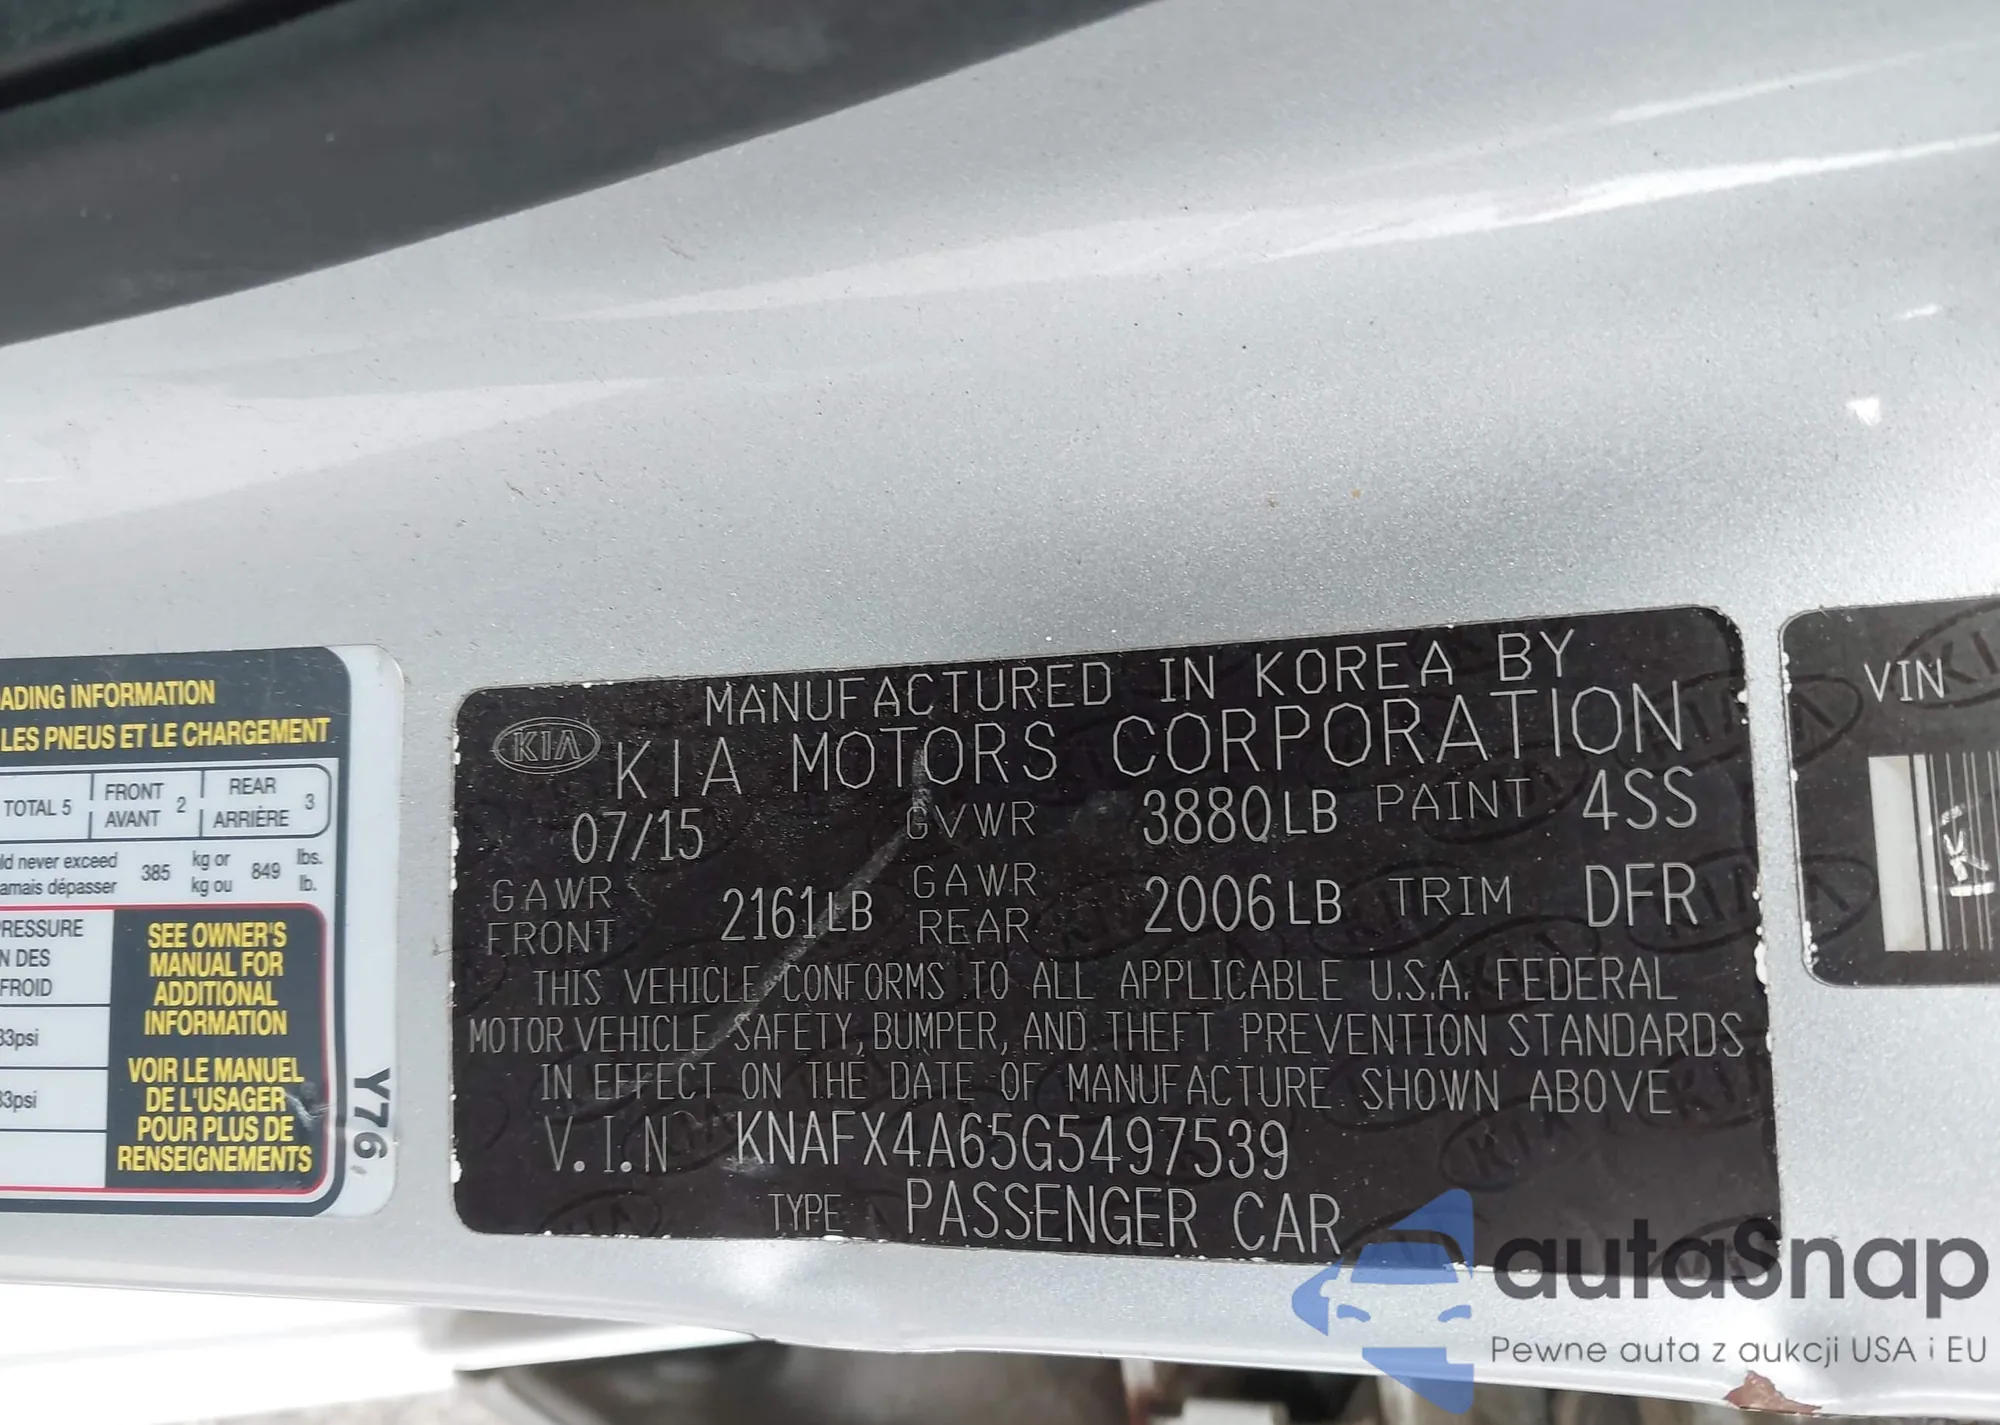 ADING INFORMATION
LES PNEUS ET LE CHARGEMENT
TOTAL 5 FRONT 2 REAR 3
AVANT ARRIÈRE
ld never exceed 385 kg or 849 lbs.
amais dépasser kg ou lb.
RESSURE
N DES
FROID
33psi
33psi
SEE OWNER'S
MANUAL FOR
ADDITIONAL
INFORMATION
VOIR LE MANUEL
DE L'USAGER
POUR PLUS DE
RENSEIGNEMENTS
Y76
MANUFACTURED IN KOREA BY
KIA KIA MOTORS CORPORATION
07/15 GVWR 3880LB PAINT 4SS
GAWR FRONT 2161LB GAWR REAR 2006LB TRIM DFR
THIS VEHICLE CONFORMS TO ALL APPLICABLE U.S.A. FEDERAL
MOTOR VEHICLE SAFETY, BUMPER, AND THEFT PREVENTION STANDARDS
IN EFFECT ON THE DATE OF MANUFACTURE SHOWN ABOVE
V.I.N KNAFX4A65G5497539
TYPE PASSENGER CAR
VIN
autaSnap
Pewne auta z aukcji USA i EU